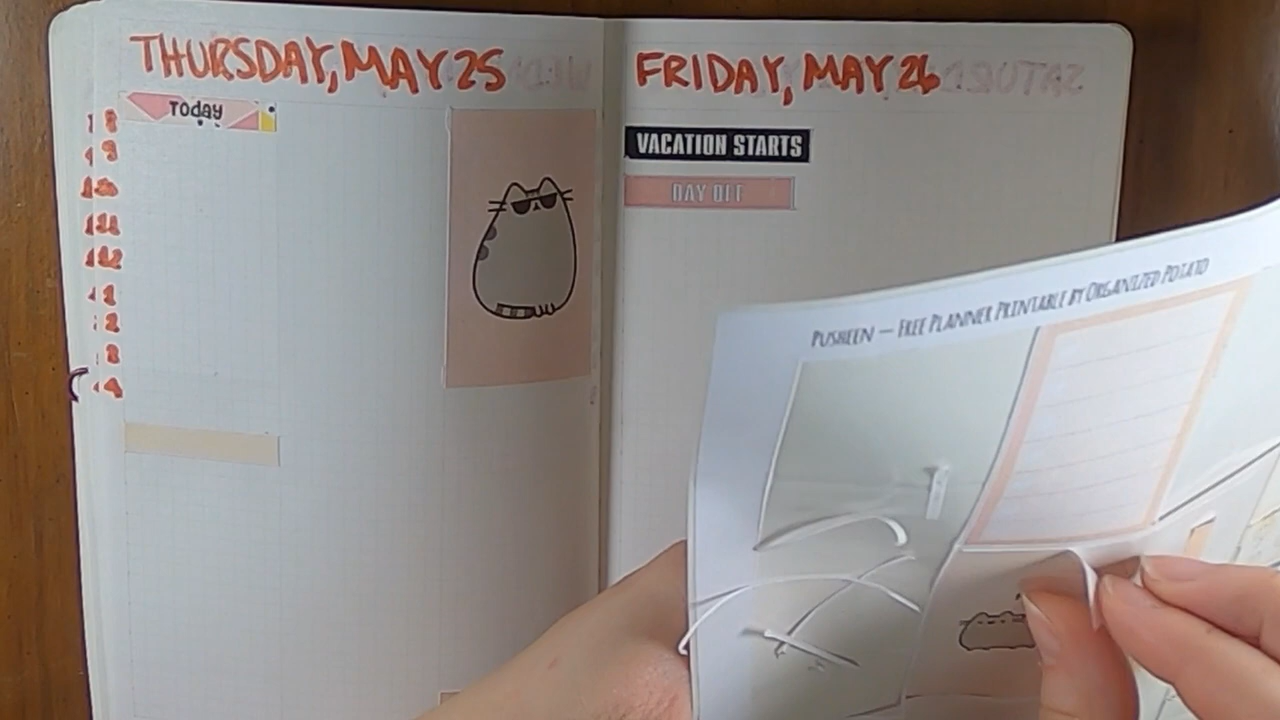 THURSDAY, MAY 25
TODAY
8
9
10
11
12
1
2
3
4
FRIDAY, MAY 26
VACATION STARTS
DAY OFF
PUSHEEN — FREE PLANNER PRINTABLE BY ORGANIZED POTATO